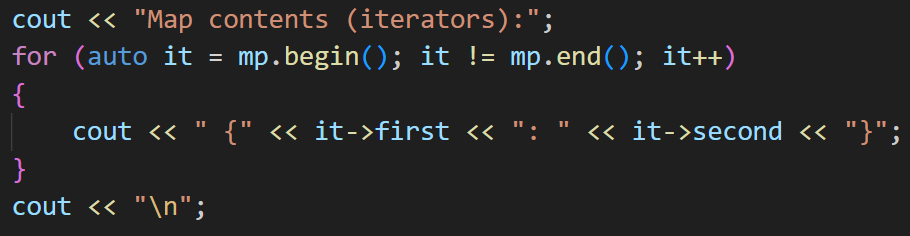 cout << "Map contents (iterators):";
for (auto it = mp.begin(); it != mp.end(); it++)
{
    cout << " {" << it->first << ": " << it->second << "}";
}
cout << "\n";